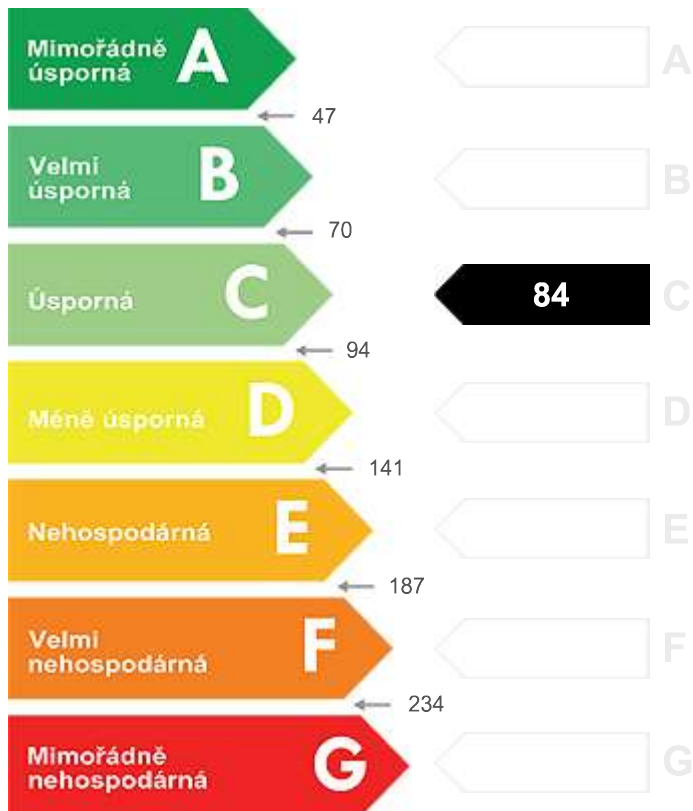 Mimořádně
úsporná
A
A
47
Velmi
úsporná
B
B
70
Úsporná
C
84
C
94
Méně úsporná
D
D
141
Nehospodárná
E
E
187
Velmi
nehospodárná
F
F
234
Mimořádně
nehospodárná
G
G